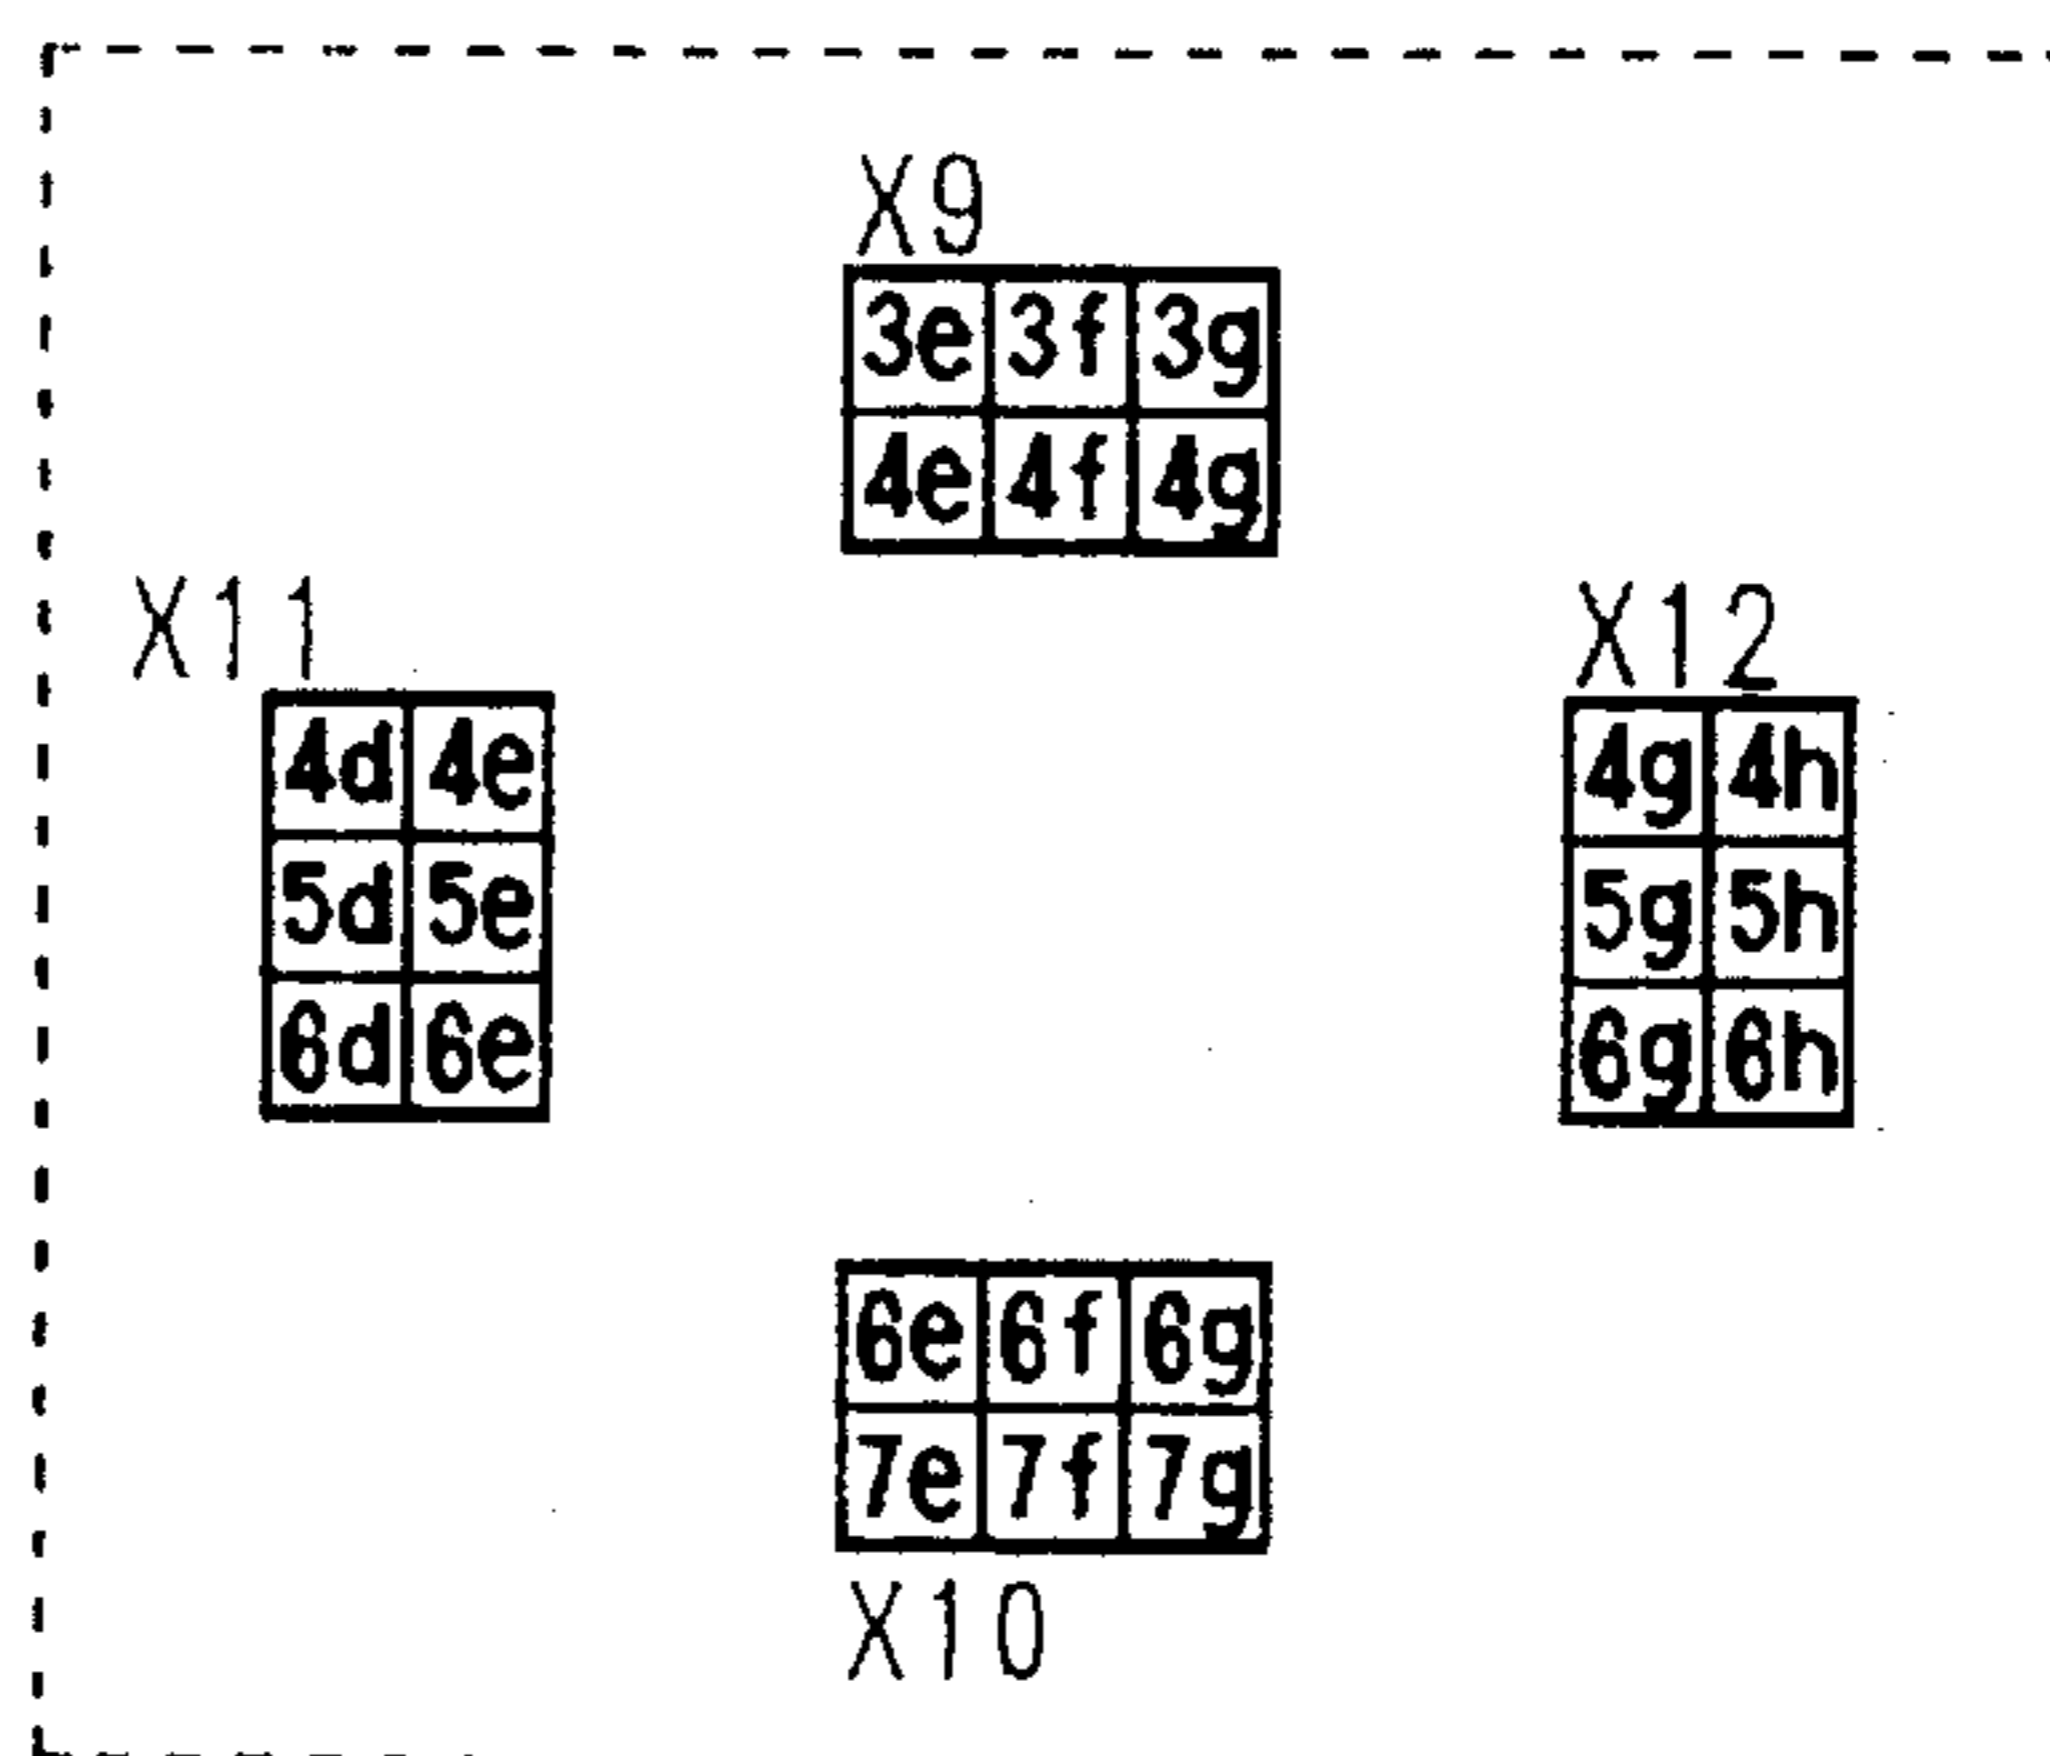 X9
3e 3f 3g
4e 4f 4g
X11
4d 4e
5d 5e
6d 6e
X12
4g 4h
5g 5h
6g 6h
6e 6f 6g
7e 7f 7g
X10